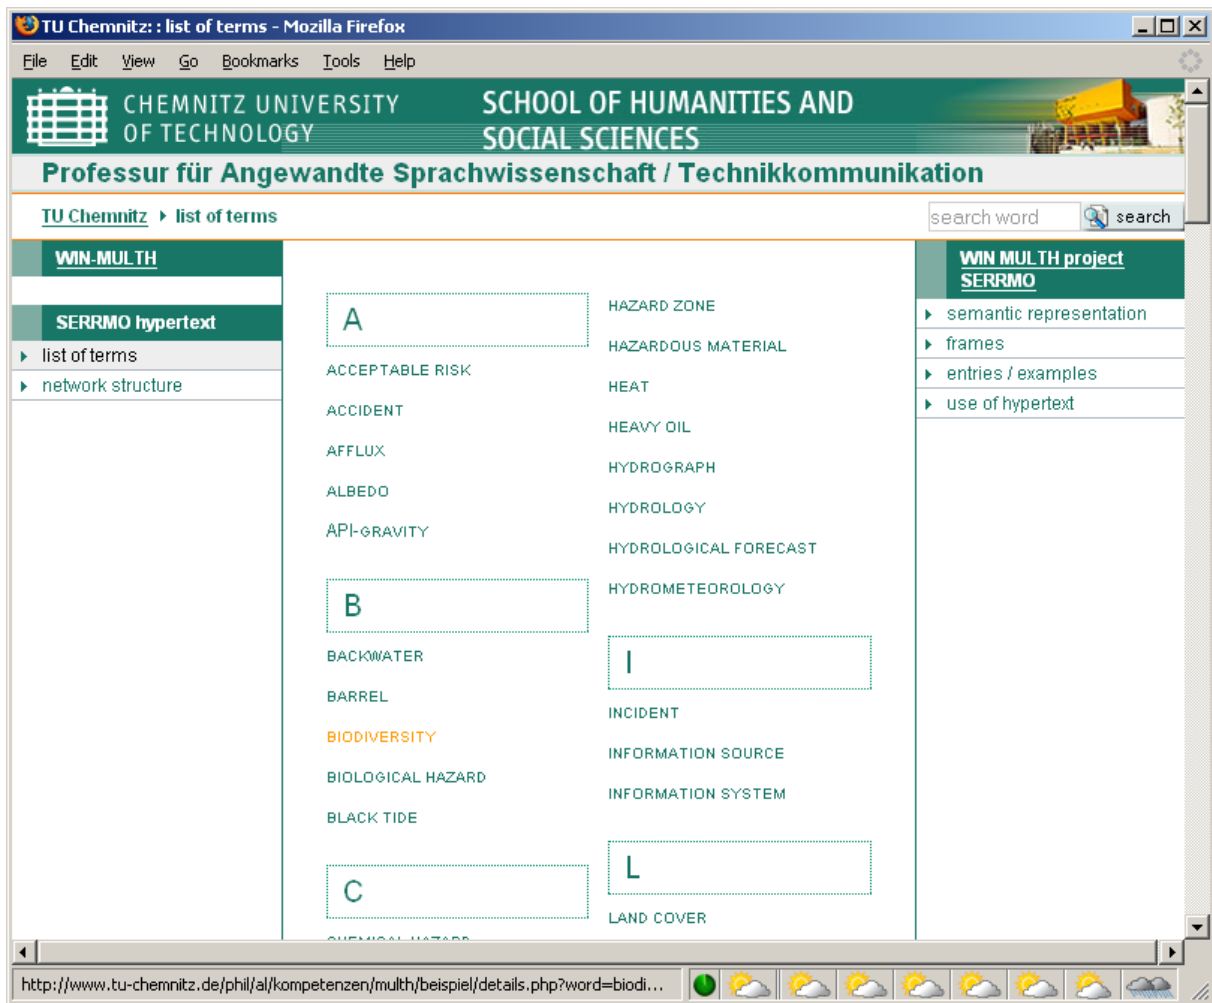 TU Chemnitz: : list of terms - Mozilla Firefox
File Edit View Go Bookmarks Tools Help
CHEMNITZ UNIVERSITY
OF TECHNOLOGY
SCHOOL OF HUMANITIES AND
SOCIAL SCIENCES
Professur für Angewandte Sprachwissenschaft / Technikkommunikation
TU Chemnitz list of terms
search word search
WIN-MULTH
SERRMO hypertext
list of terms
network structure
A
ACCEPTABLE RISK
ACCIDENT
AFFLUX
ALBEDO
API-GRAVITY
B
BACKWATER
BARREL
BIODIVERSITY
BIOLOGICAL HAZARD
BLACK TIDE
C
CHEMICAL HAZARD
HAZARD ZONE
HAZARDOUS MATERIAL
HEAT
HEAVY OIL
HYDROGRAPH
HYDROLOGY
HYDROLOGICAL FORECAST
HYDROMETEOROLOGY
I
INCIDENT
INFORMATION SOURCE
INFORMATION SYSTEM
L
LAND COVER
WIN MULTH project
SERRMO
semantic representation
frames
entries / examples
use of hypertext
http://www.tu-chemnitz.de/phil/al/kompetenzen/multh/beispiel/details.php?word=biodi...